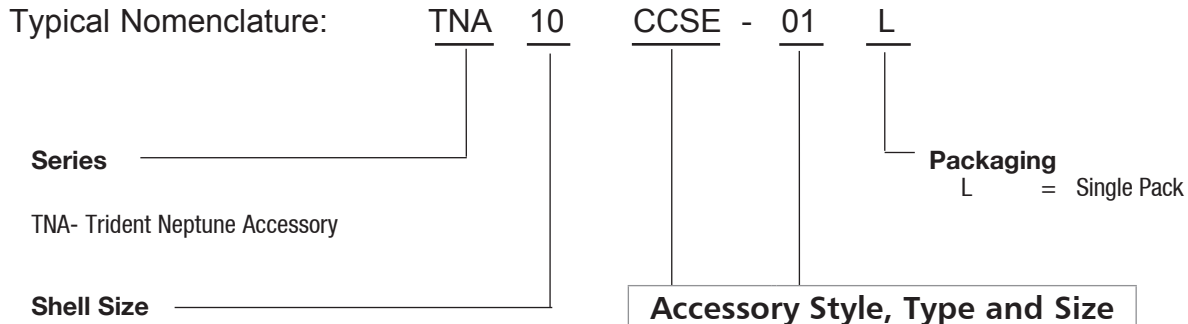 Typical Nomenclature: TNA 10 CCSE - 01 L
Series
Packaging
L = Single Pack
TNA- Trident Neptune Accessory
Shell Size
Accessory Style, Type and Size